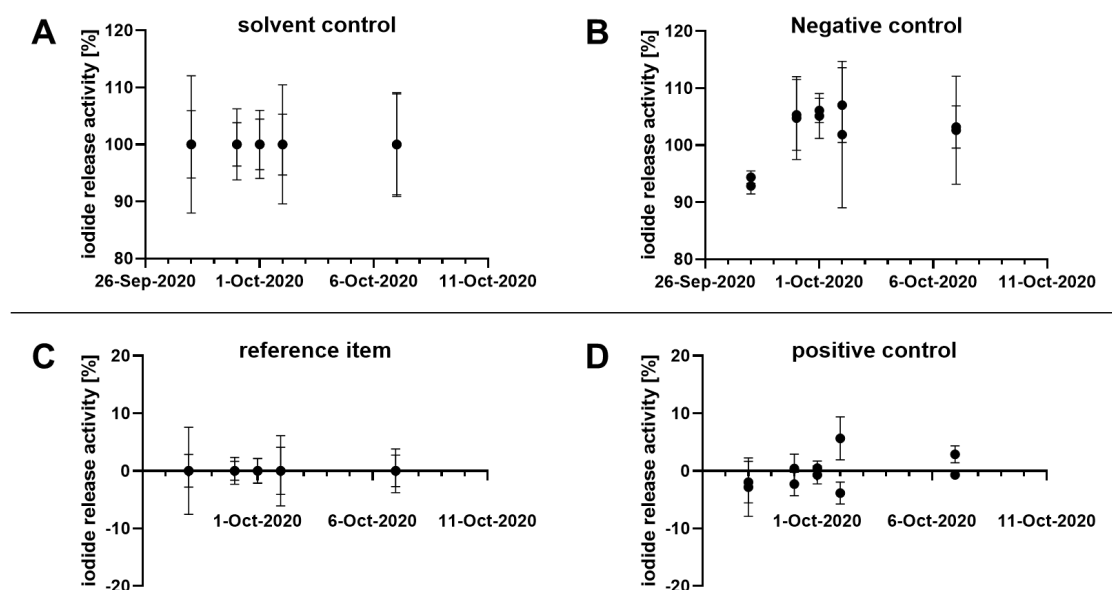 A
solvent control
iodide release activity [%]
120
110
100
90
80
26-Sep-2020
1-Oct-2020
6-Oct-2020
11-Oct-2020
B
Negative control
iodide release activity [%]
120
110
100
90
80
26-Sep-2020
1-Oct-2020
6-Oct-2020
11-Oct-2020
C
reference item
iodide release activity [%]
20
10
0
-10
-20
1-Oct-2020
6-Oct-2020
11-Oct-2020
D
positive control
iodide release activity [%]
20
10
0
-10
-20
1-Oct-2020
6-Oct-2020
11-Oct-2020